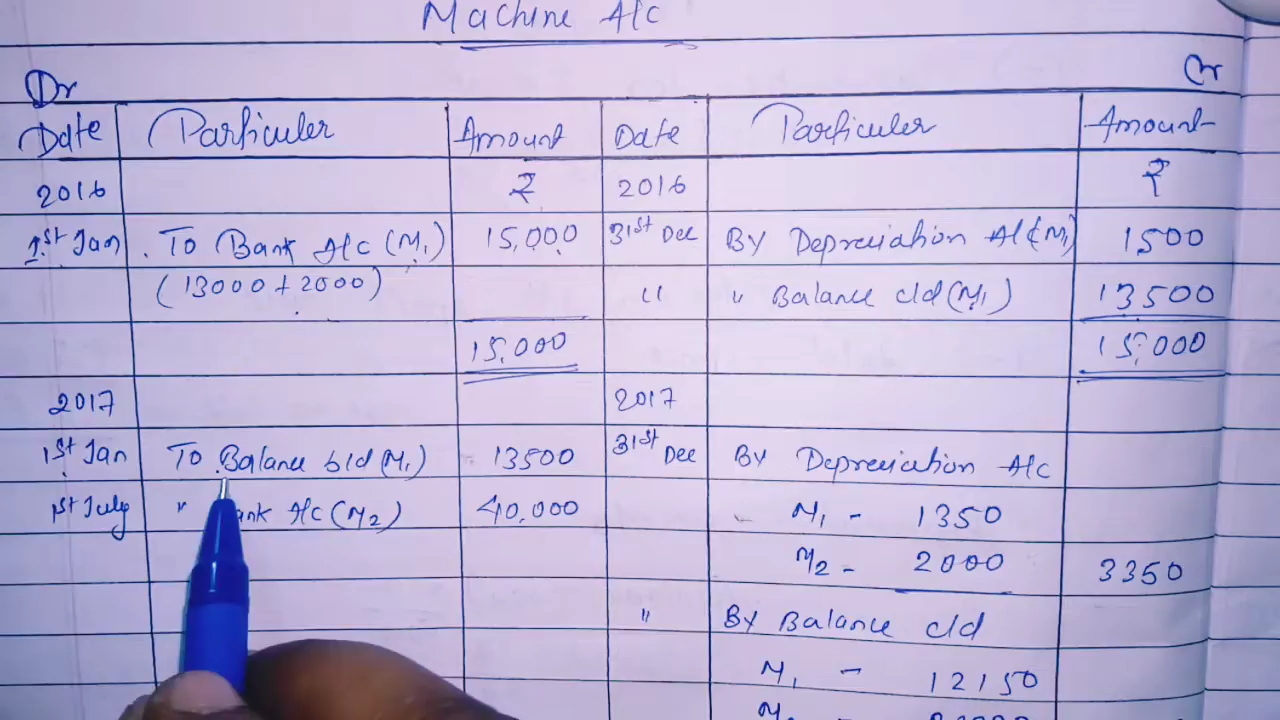 Machine A/c
Dr Cr
Date Particuler Amount Date Particuler Amount
2016 ₹ 2016 ₹
1st Jan To Bank A/c (M1) 15,000 31st Dec By Depreciation A/c (M1) 1500
(13000 + 2000) " " Balance c/d (M1) 13500
15,000 15,000
2017 2017
1st Jan To Balance b/d (M1) 13500 31st Dec By Depreciation A/c
1st July " A/c (M2) 40,000 M1 - 1350
M2 - 2000 3350
" By Balance c/d
M1 - 12150